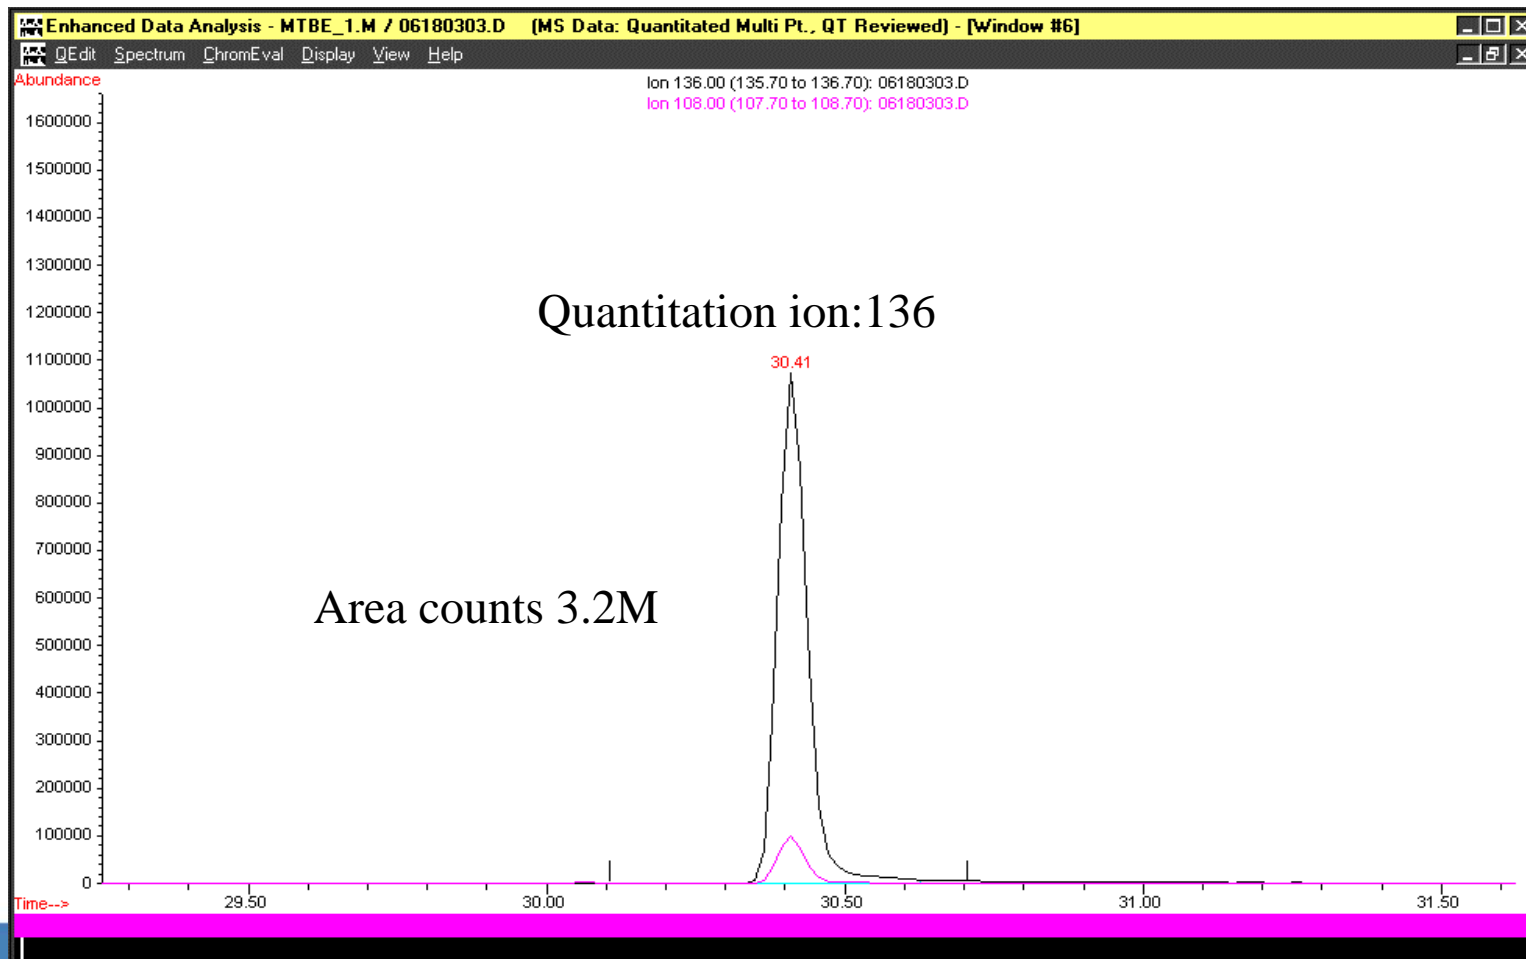 Enhanced Data Analysis - MTBE_1.M / 06180303.D (MS Data: Quantitated Multi Pt., QT Reviewed) - [Window #6]
QEdit Spectrum ChromEval Display View Help
Abundance
Ion 136.00 (135.70 to 136.70): 06180303.D
Ion 108.00 (107.70 to 108.70): 06180303.D
1600000
1500000
1400000
1300000
1200000
Quantitation ion:136
1100000
30.41
1000000
900000
800000
700000
600000
Area counts 3.2M
500000
400000
300000
200000
100000
0
Time-->
29.50 30.00 30.50 31.00 31.50